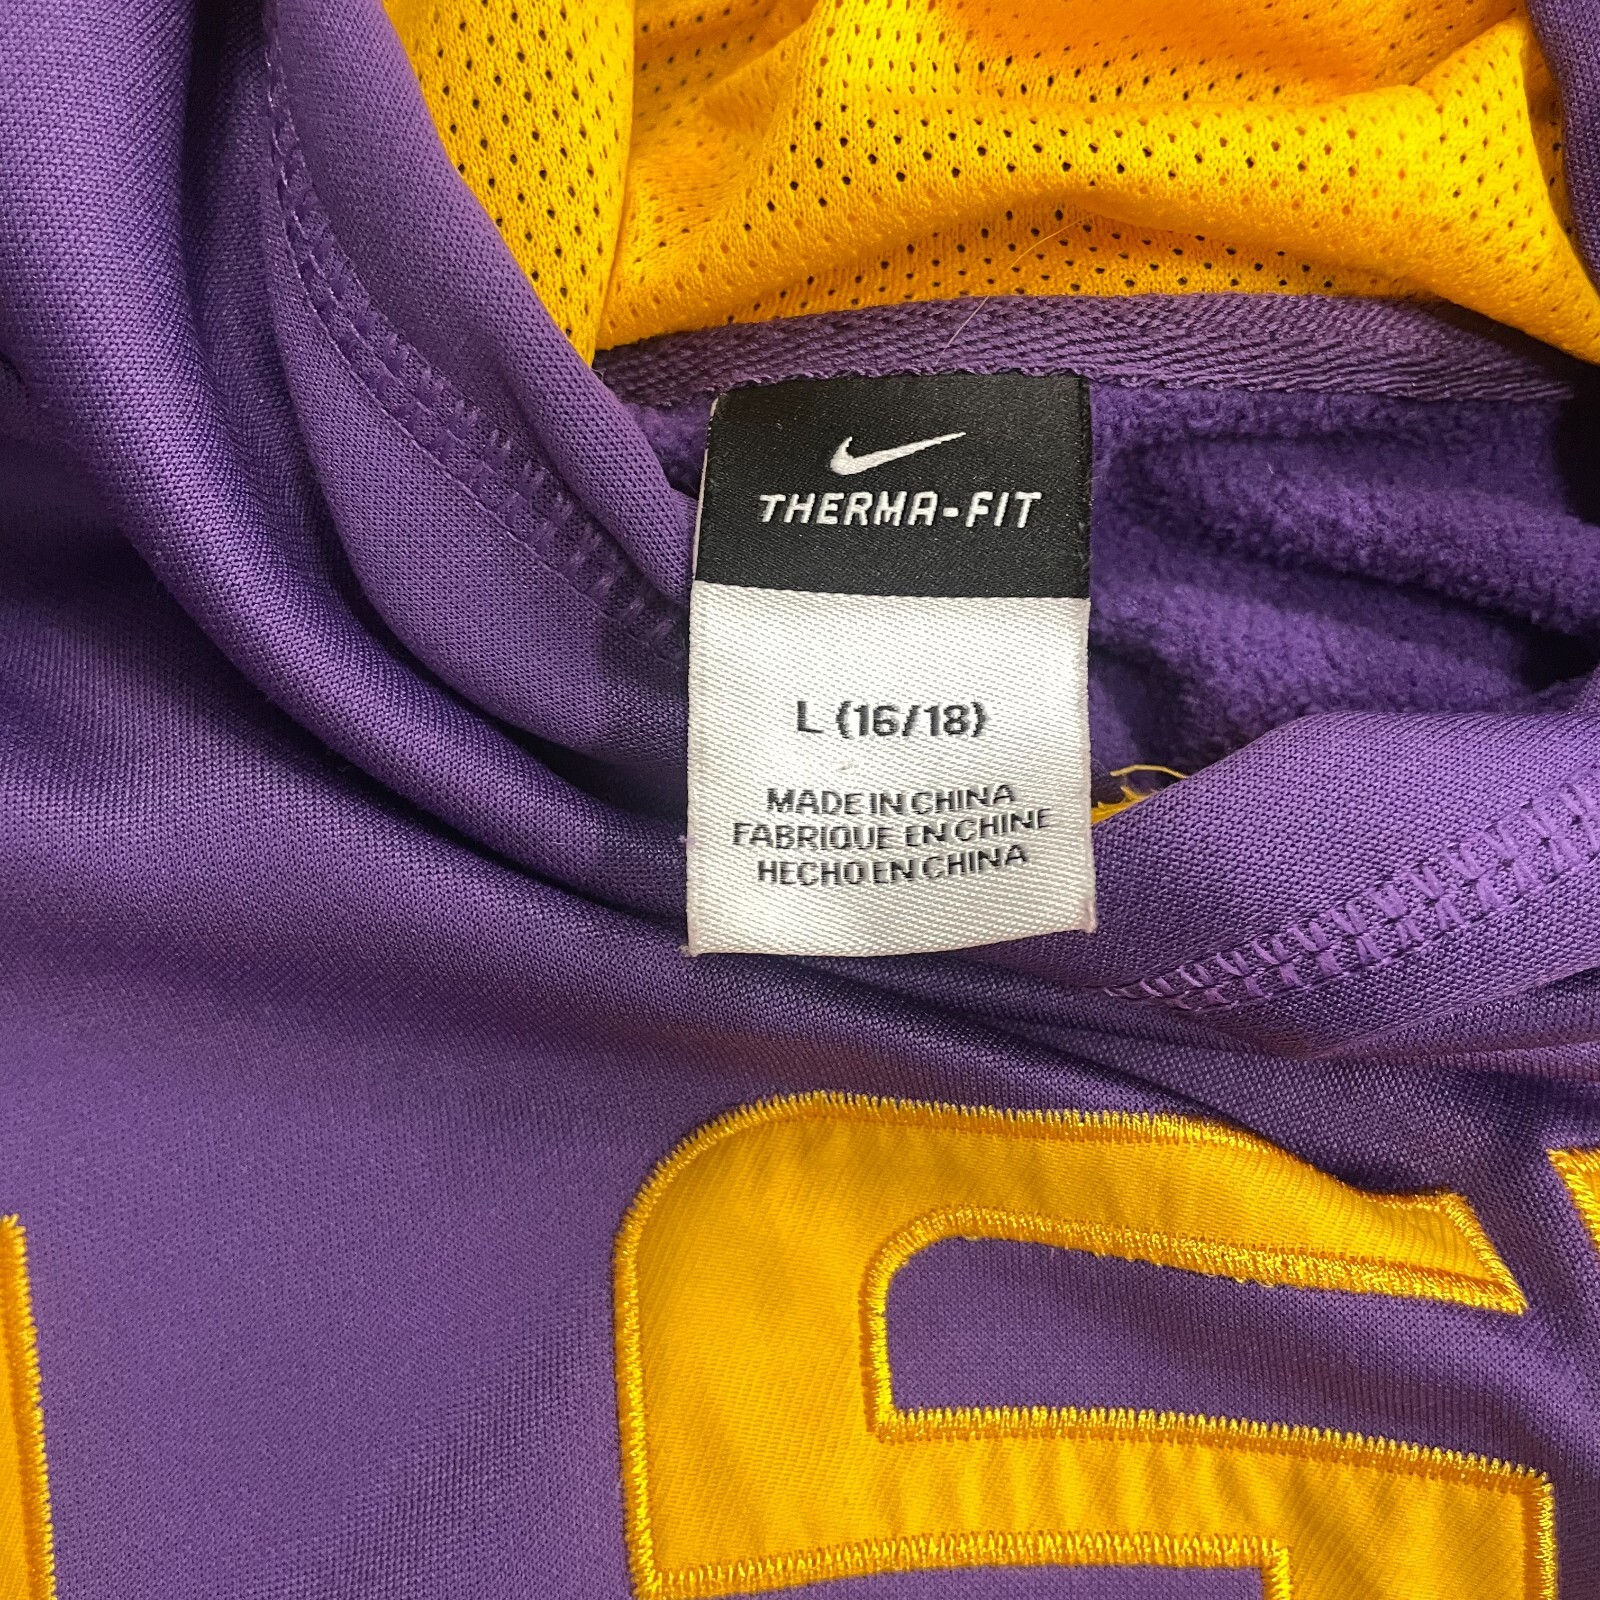 THERMA-FIT
L {16/18}
MADE IN CHINA
FABRIQUE EN CHINE
HECHO EN CHINA